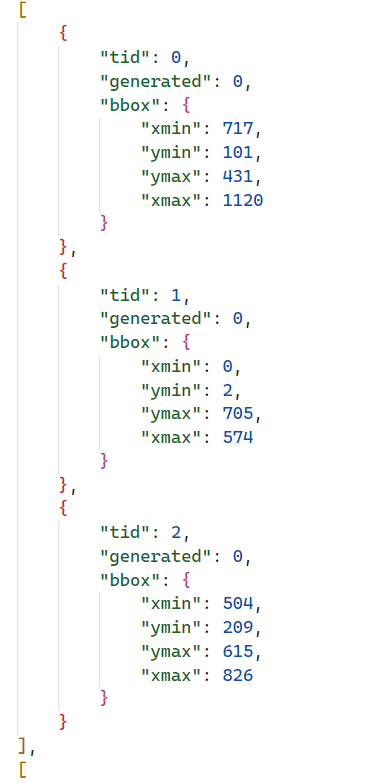 [
{
"tid": 0,
"generated": 0,
"bbox": {
"xmin": 717,
"ymin": 101,
"ymax": 431,
"xmax": 1120
}
},
{
"tid": 1,
"generated": 0,
"bbox": {
"xmin": 0,
"ymin": 2,
"ymax": 705,
"xmax": 574
}
},
{
"tid": 2,
"generated": 0,
"bbox": {
"xmin": 504,
"ymin": 209,
"ymax": 615,
"xmax": 826
}
}
],
[